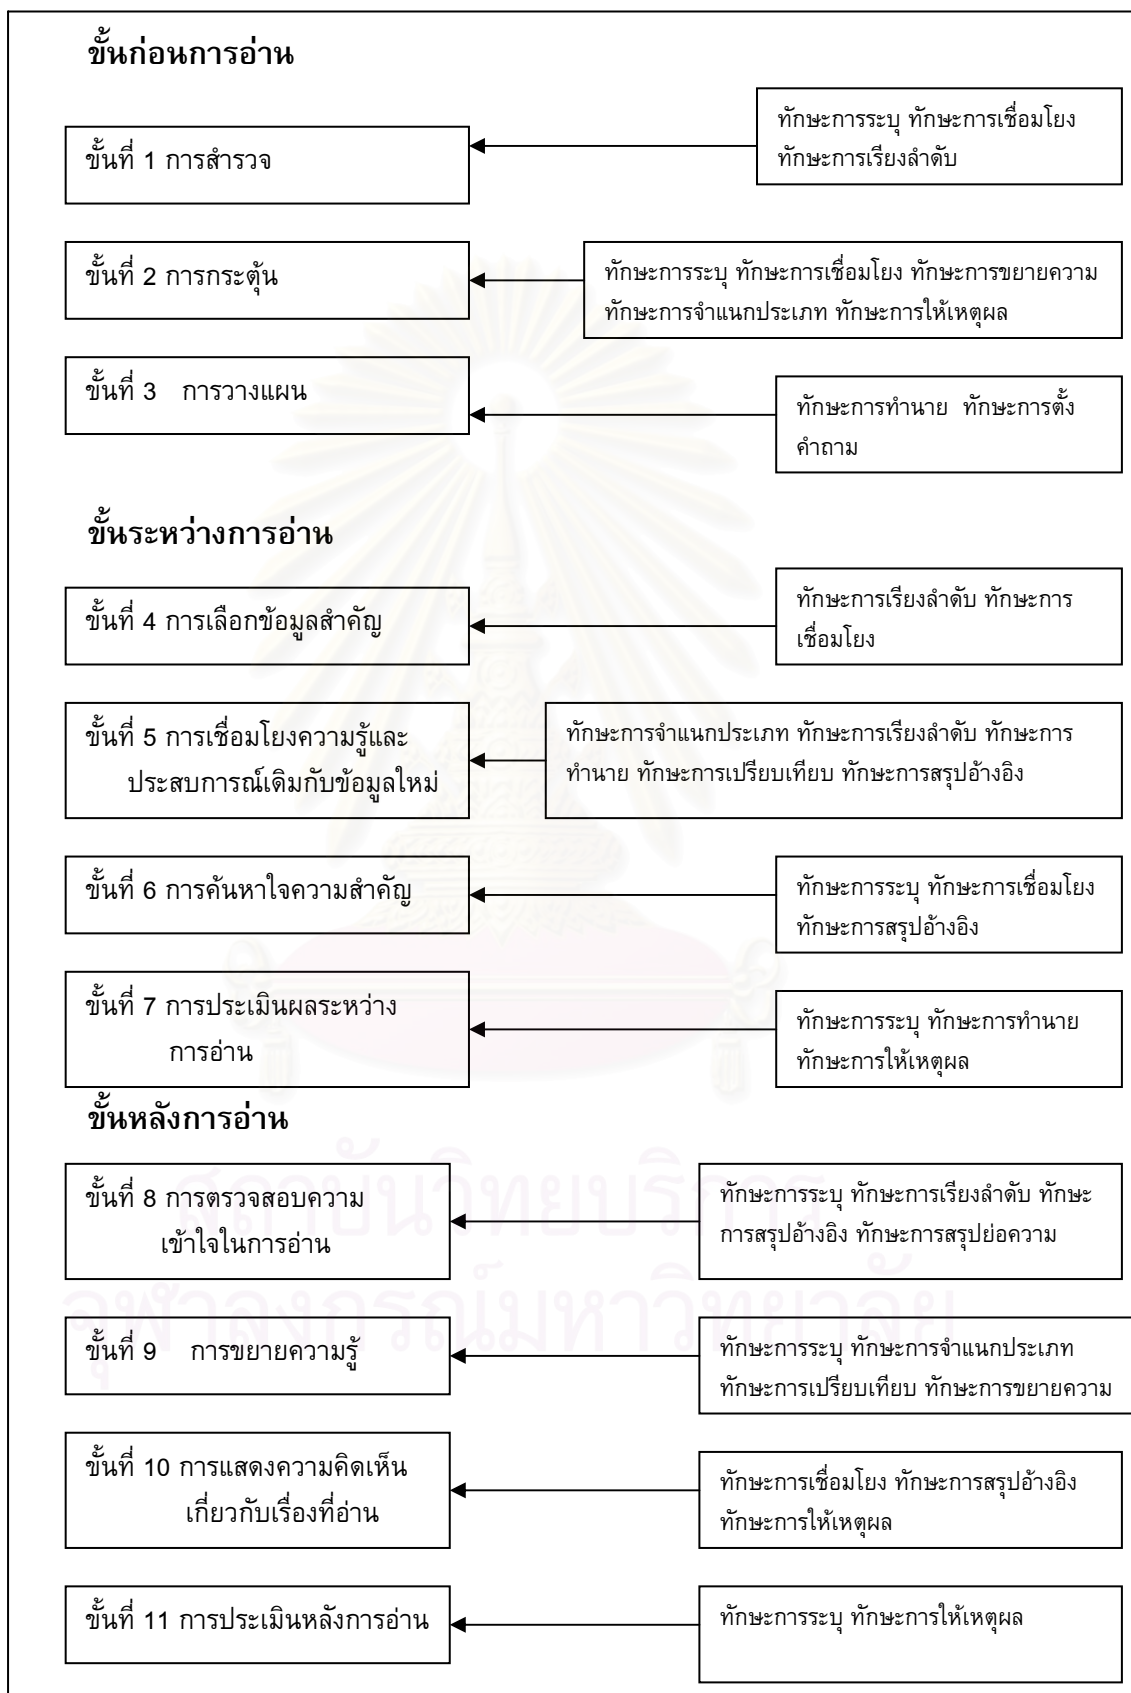 ขั้นก่อนการอ่าน
ขั้นที่ 1 การสำรวจ
ทักษะการระบุ ทักษะการเชื่อมโยง
ทักษะการเรียงลำดับ
ขั้นที่ 2 การกระตุ้น
ทักษะการระบุ ทักษะการเชื่อมโยง ทักษะการขยายความ
ทักษะการจำแนกประเภท ทักษะการให้เหตุผล
ขั้นที่ 3 การวางแผน
ทักษะการทำนาย ทักษะการตั้ง
คำถาม
ขั้นระหว่างการอ่าน
ขั้นที่ 4 การเลือกข้อมูลสำคัญ
ทักษะการเรียงลำดับ ทักษะการ
เชื่อมโยง
ขั้นที่ 5 การเชื่อมโยงความรู้และ
ประสบการณ์เดิมกับข้อมูลใหม่
ทักษะการจำแนกประเภท ทักษะการเรียงลำดับ ทักษะการ
ทำนาย ทักษะการเปรียบเทียบ ทักษะการสรุปอ้างอิง
ขั้นที่ 6 การค้นหาใจความสำคัญ
ทักษะการระบุ ทักษะการเชื่อมโยง
ทักษะการสรุปอ้างอิง
ขั้นที่ 7 การประเมินผลระหว่าง
การอ่าน
ทักษะการระบุ ทักษะการทำนาย
ทักษะการให้เหตุผล
ขั้นหลังการอ่าน
ขั้นที่ 8 การตรวจสอบความ
เข้าใจในการอ่าน
ทักษะการระบุ ทักษะการเรียงลำดับ ทักษะ
การสรุปอ้างอิง ทักษะการสรุปย่อความ
สถาบันวิทยบริการ
จุฬาลงกรณ์มหาวิทยาลัย
ขั้นที่ 9 การขยายความรู้
ทักษะการระบุ ทักษะการจำแนกประเภท
ทักษะการเปรียบเทียบ ทักษะการขยายความ
ขั้นที่ 10 การแสดงความคิดเห็น
เกี่ยวกับเรื่องที่อ่าน
ทักษะการเชื่อมโยง ทักษะการสรุปอ้างอิง
ทักษะการให้เหตุผล
ขั้นที่ 11 การประเมินหลังการอ่าน
ทักษะการระบุ ทักษะการให้เหตุผล